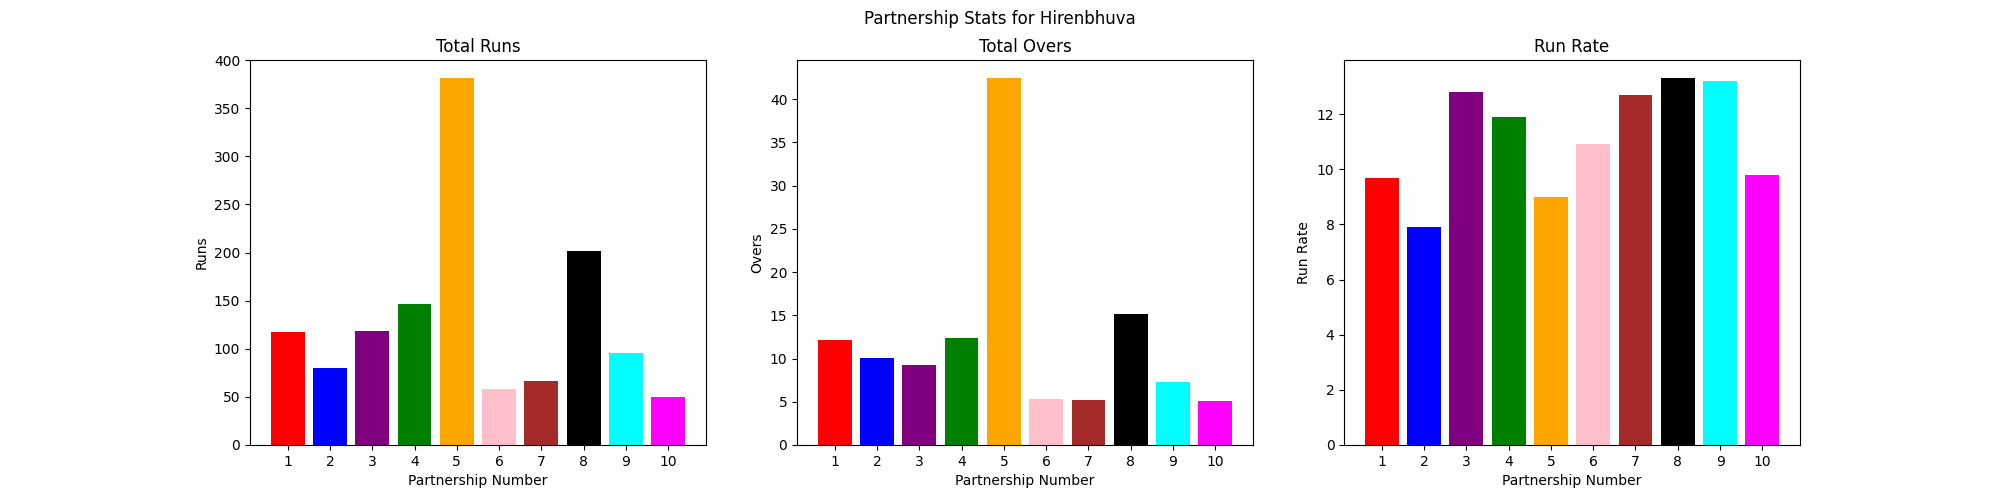 Partnership Stats for Hirenbhuva
Total Runs
400
350
300
250
200
150
100
50
0
Runs
1 2 3 4 5 6 7 8 9 10
Partnership Number
Total Overs
40
35
30
25
20
15
10
5
0
Overs
1 2 3 4 5 6 7 8 9 10
Partnership Number
Run Rate
12
10
8
6
4
2
0
Run Rate
1 2 3 4 5 6 7 8 9 10
Partnership Number